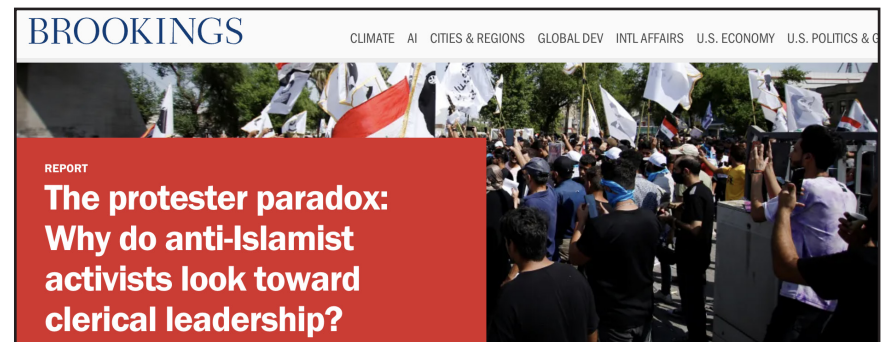 BROOKINGS
CLIMATE AI CITIES & REGIONS GLOBAL DEV INTL AFFAIRS U.S. ECONOMY U.S. POLITICS & G
REPORT
The protester paradox:
Why do anti-Islamist
activists look toward
clerical leadership?